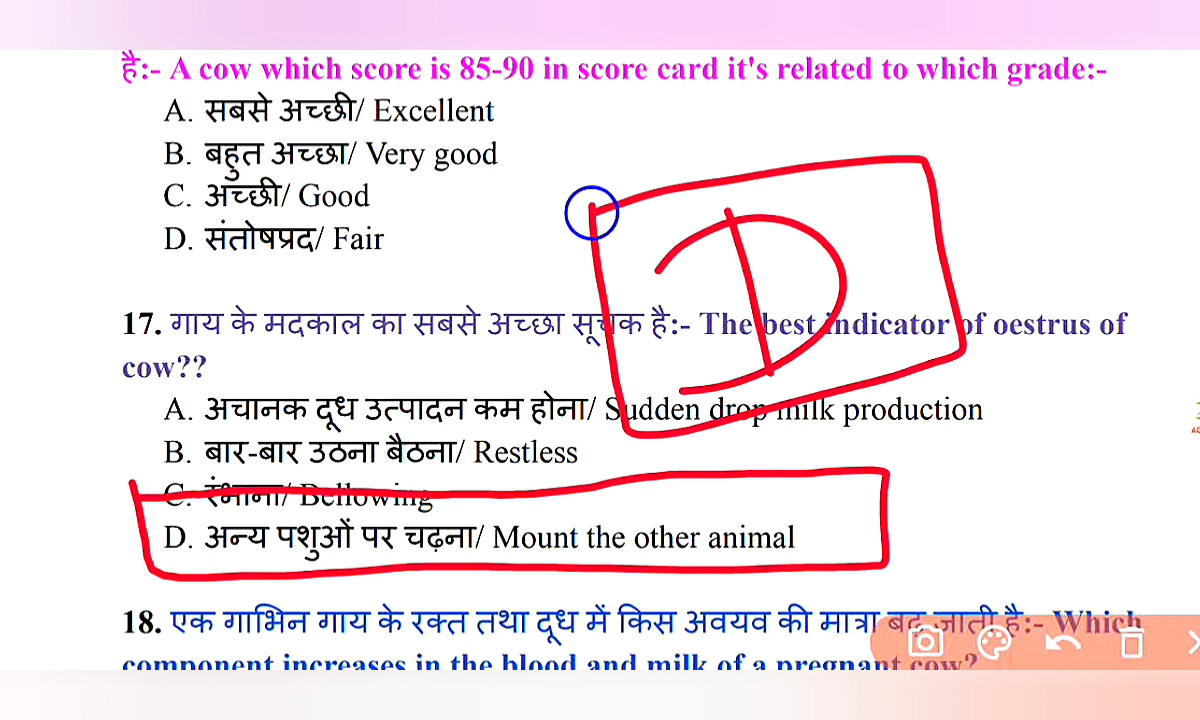 है:- A cow which score is 85-90 in score card it's related to which grade:-
A. सबसे अच्छी/ Excellent
B. बहुत अच्छा/ Very good
C. अच्छी/ Good
D. संतोषप्रद/ Fair
D
17. गाय के मदकाल का सबसे अच्छा सूचक है:- The best indicator of oestrus of
cow??
A. अचानक दूध उत्पादन कम होना/ Sudden drop milk production
B. बार-बार उठना बैठना/ Restless
C. रंभाना/ Bellowing
D. अन्य पशुओं पर चढ़ना/ Mount the other animal
18. एक गाभिन गाय के रक्त तथा दूध में किस अवयव की मात्रा बढ़ जाती है:- Which
component increases in the blood and milk of a pregnant cow?